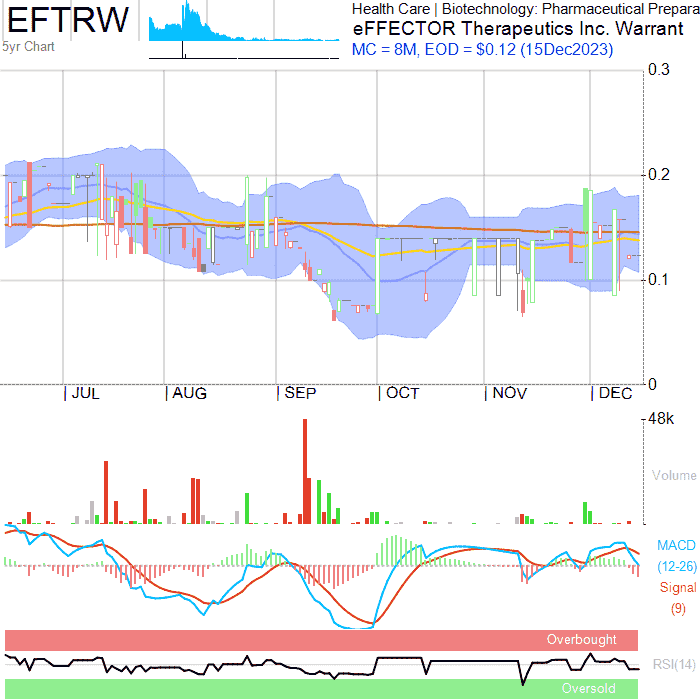 EFTRW
5yr Chart
Health Care | Biotechnology: Pharmaceutical Prepara
eFFECTOR Therapeutics Inc. Warrant
MC = 8M, EOD = $0.12 (15Dec2023)
0.3
0.2
0.1
0
| JUL | AUG | SEP | OCT | NOV | DEC
48K
Volume
MACD
(12-26)
Signal
(9)
Overbought
RSI(14)
Oversold